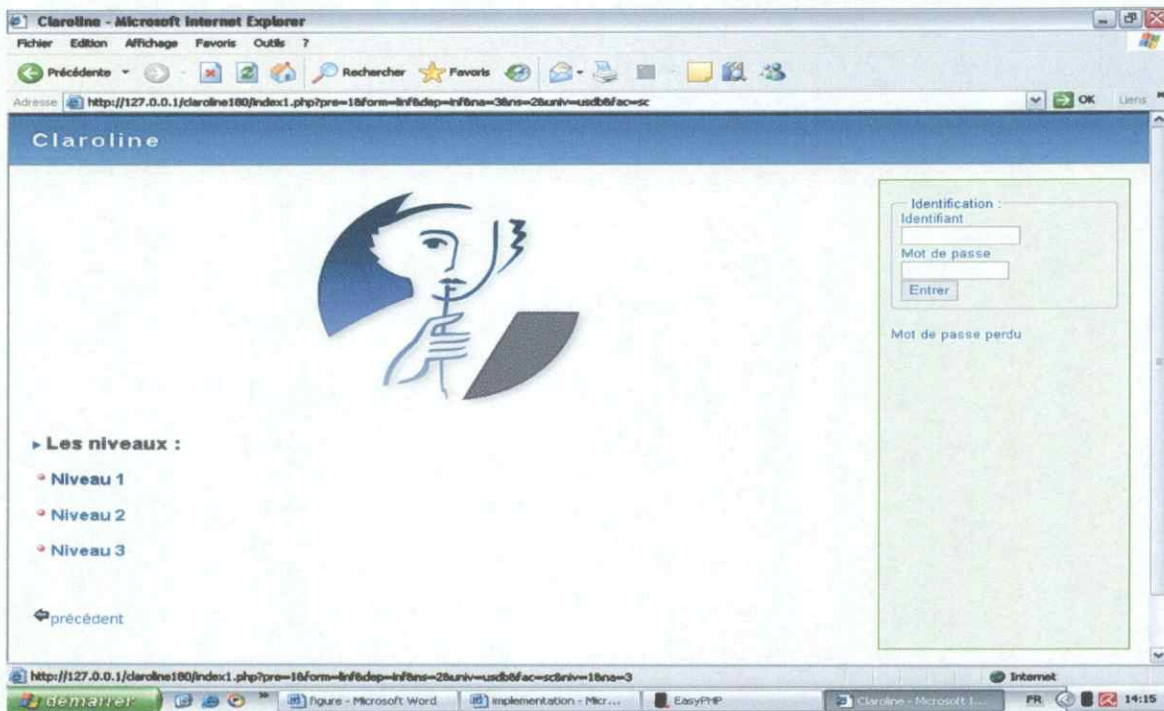 Claroline - Microsoft Internet Explorer
Fichier Edition Affichage Favoris Outils ?
Précédente Rechercher Favoris
Adresse http://127.0.0.1/claroline180/index1.php?pre=1&form=linf&dep=inf&na=3&ns=2&univ=usdb&fac=sc OK Liens »
Claroline
Identification :
Identifiant
Mot de passe
Entrer
Mot de passe perdu
Les niveaux :
Niveau 1
Niveau 2
Niveau 3
précédent
http://127.0.0.1/claroline180/index1.php?pre=1&form=linf&dep=inf&ns=2&univ=usdb&fac=sc&niv=1&na=3 Internet
démarrer » figure - Microsoft Word implementation - Micr... EasyPHP Claroline - Microsoft I... FR 14:15